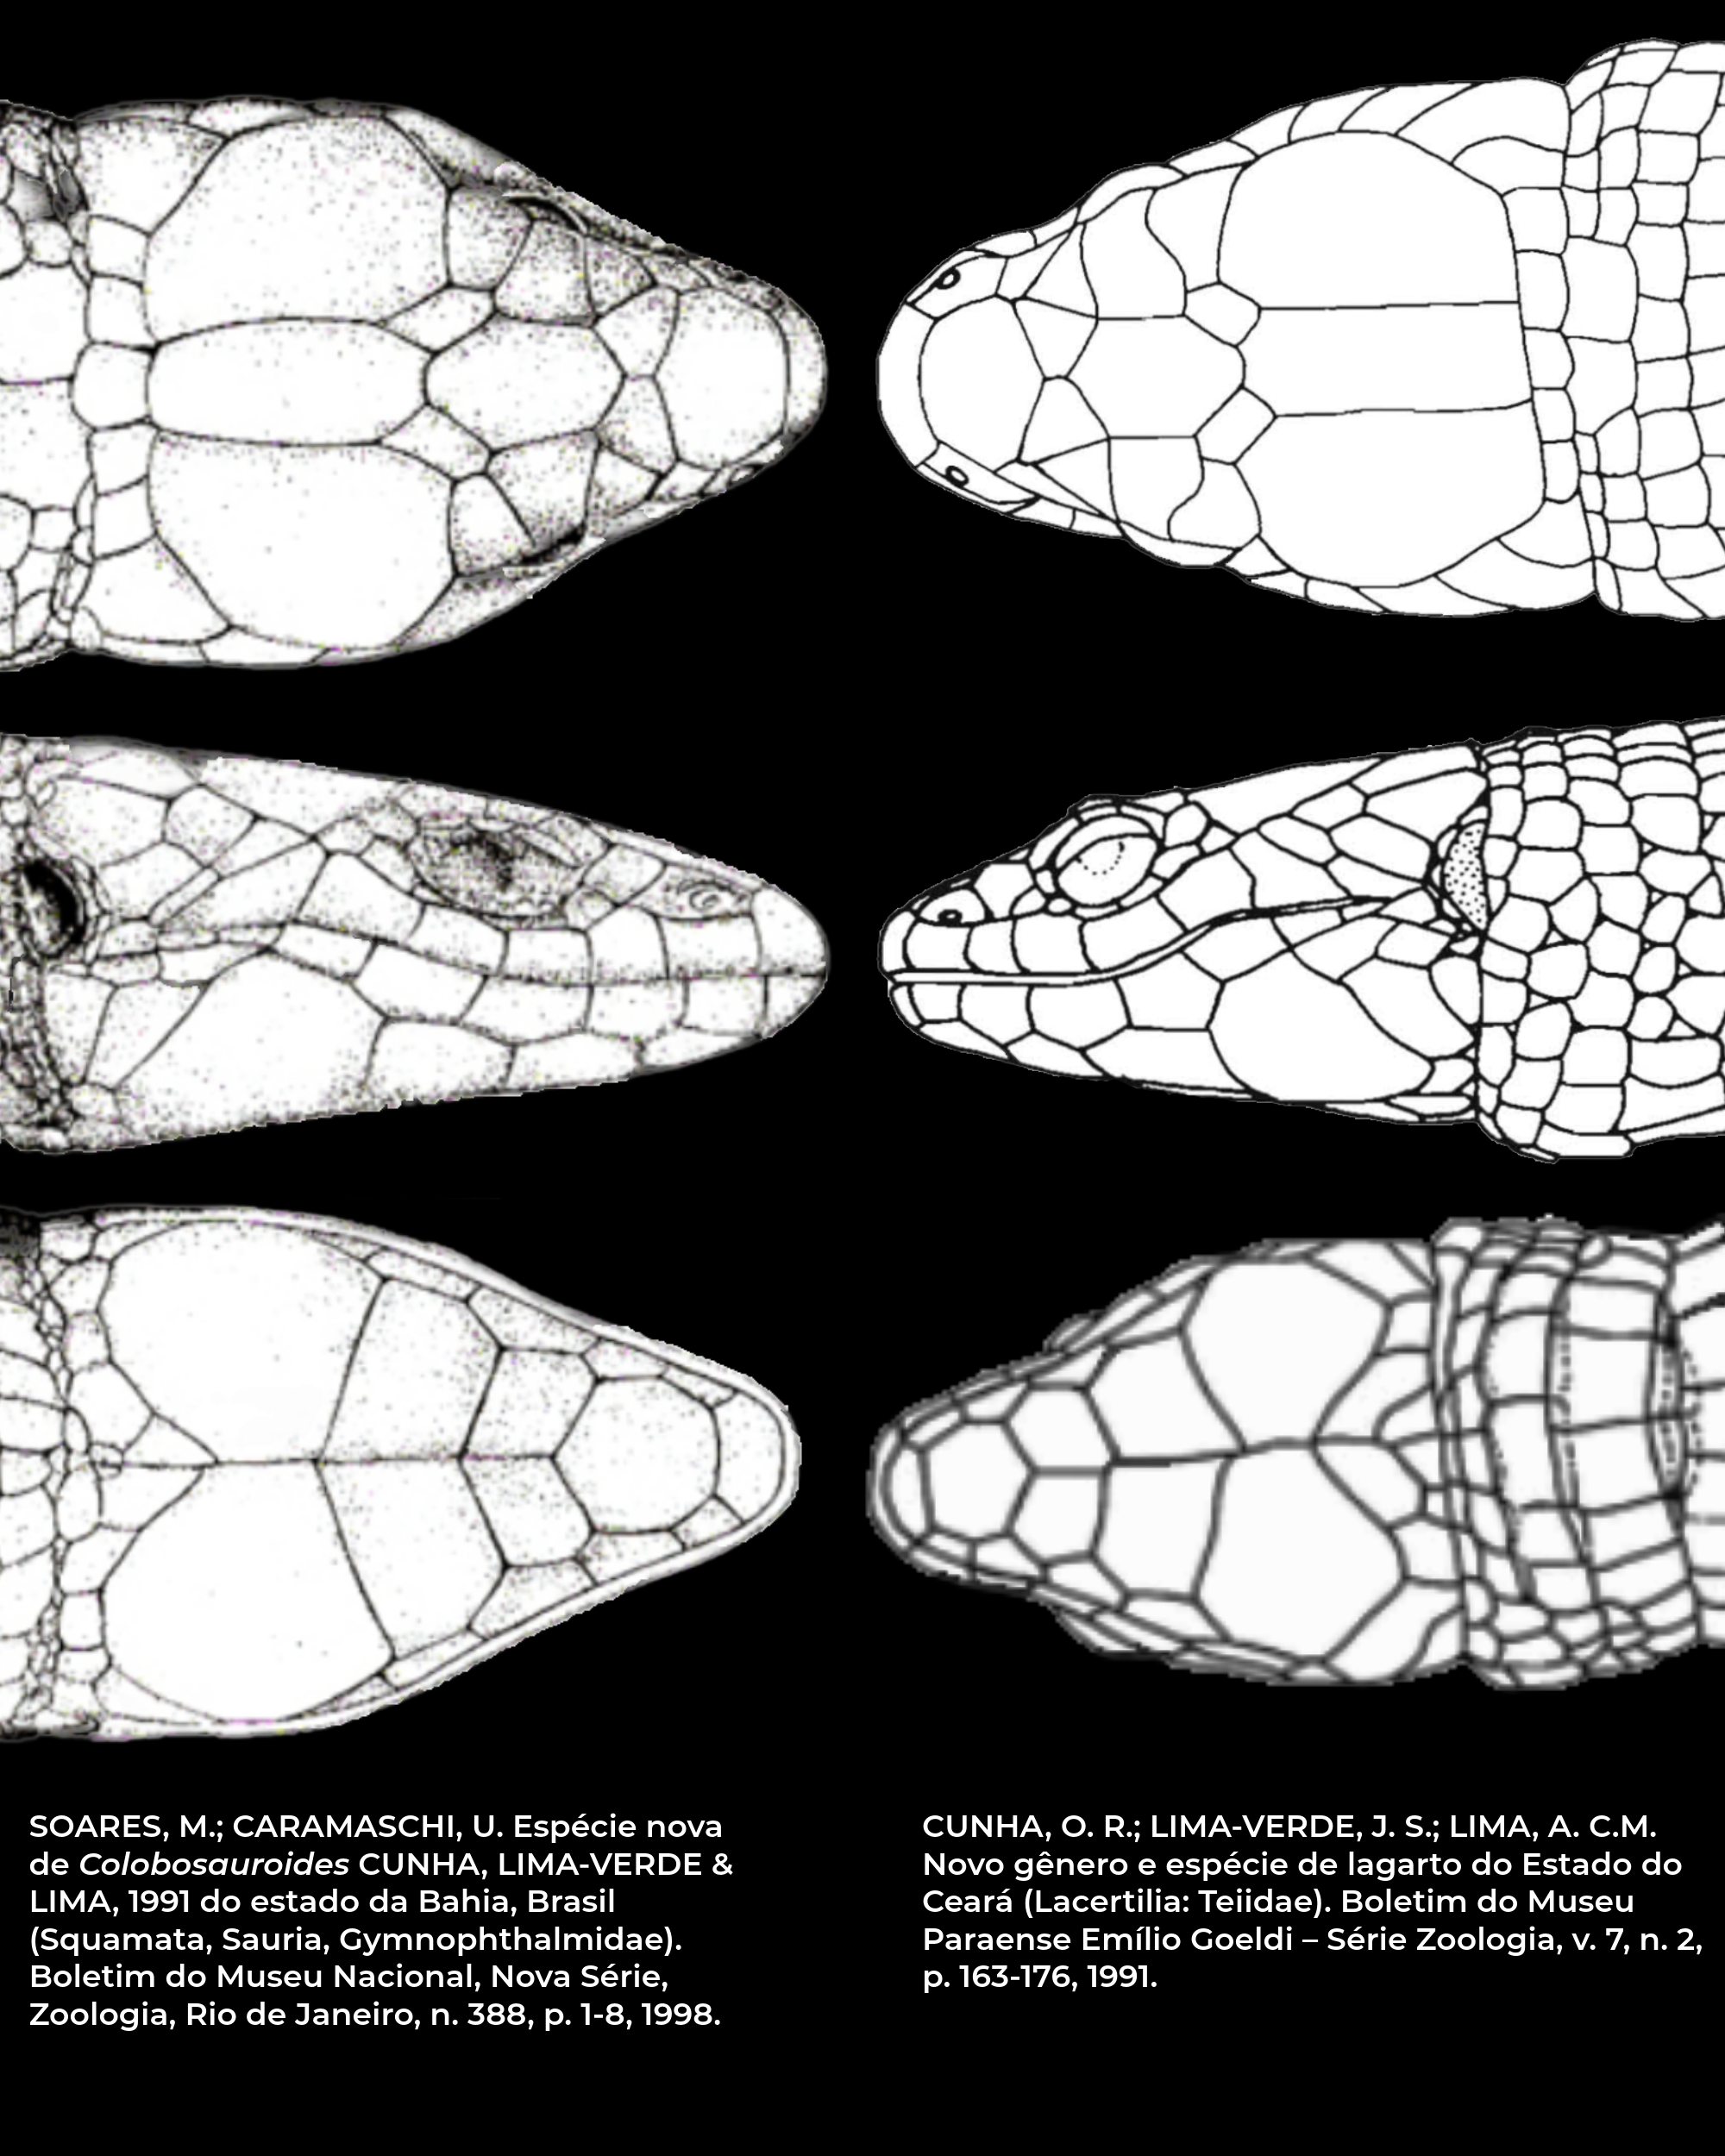 SOARES, M.; CARAMASCHI, U. Espécie nova
de Colobosauroides CUNHA, LIMA-VERDE &
LIMA, 1991 do estado da Bahia, Brasil
(Squamata, Sauria, Gymnophthalmidae).
Boletim do Museu Nacional, Nova Série,
Zoologia, Rio de Janeiro, n. 388, p. 1-8, 1998.
CUNHA, O. R.; LIMA-VERDE, J. S.; LIMA, A. C.M.
Novo gênero e espécie de lagarto do Estado do
Ceará (Lacertilia: Teiidae). Boletim do Museu
Paraense Emílio Goeldi – Série Zoologia, v. 7, n. 2,
p. 163-176, 1991.